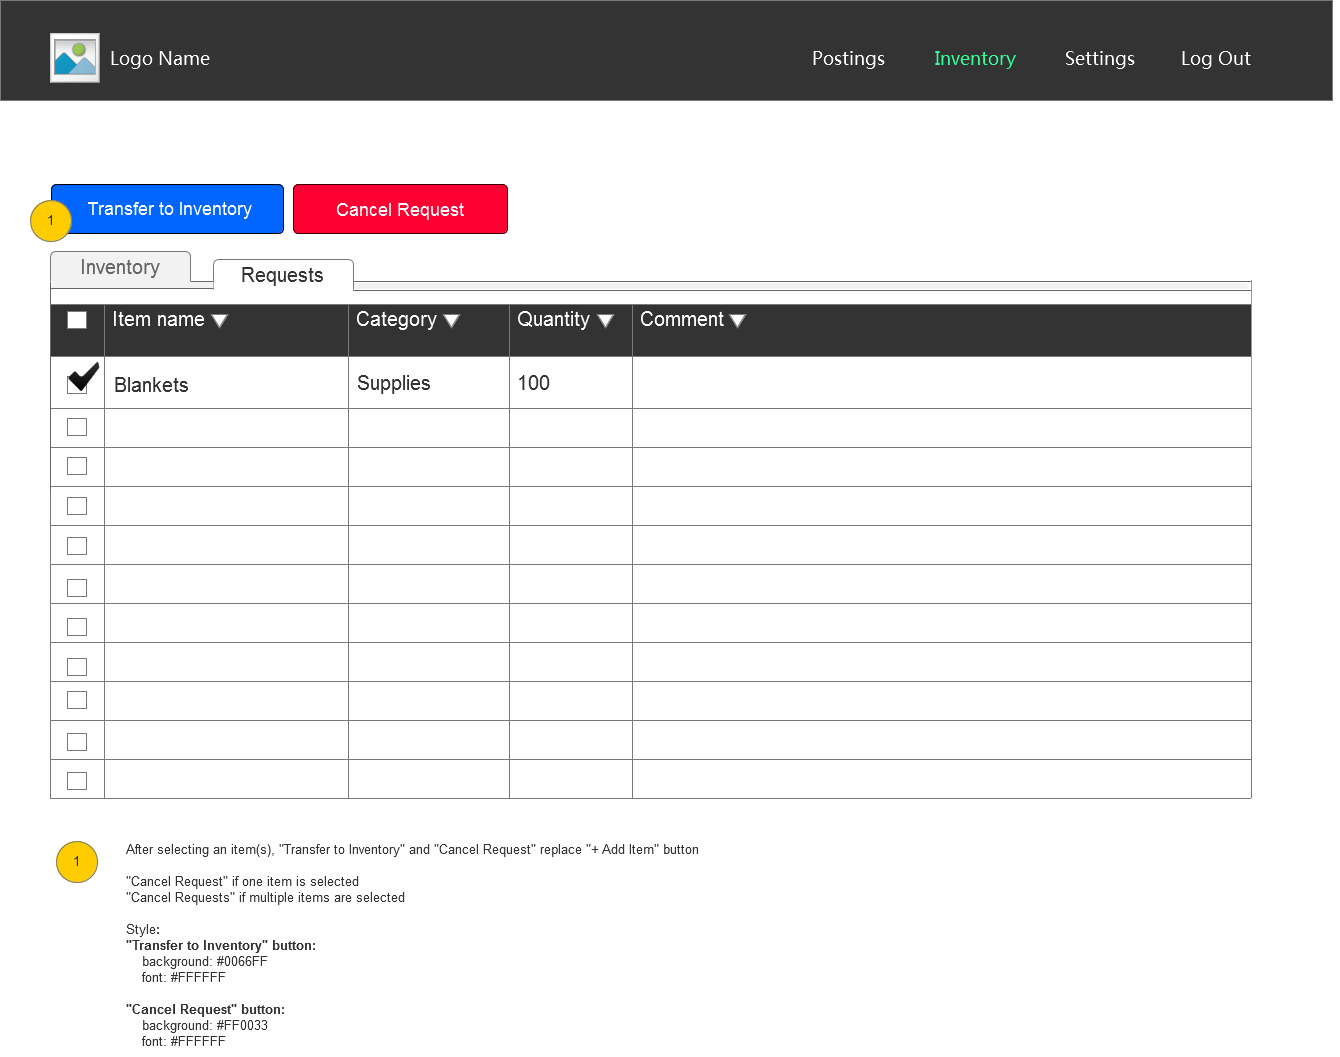 Logo Name
Postings
Inventory
Settings
Log Out
Transfer to Inventory
Cancel Request
1
Inventory
Requests
Item name
Category
Quantity
Comment
Blankets
Supplies
100
1
After selecting an item(s), "Transfer to Inventory" and "Cancel Request" replace "+ Add Item" button
"Cancel Request" if one item is selected
"Cancel Requests" if multiple items are selected
Style:
"Transfer to Inventory" button:
background: #0066FF
font: #FFFFFF
"Cancel Request" button:
background: #FF0033
font: #FFFFFF